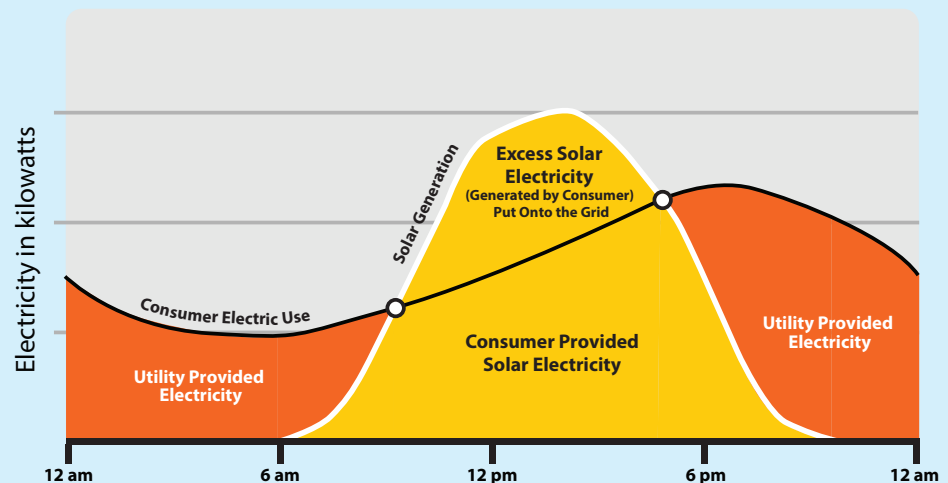 Electricity in kilowatts
Solar Generation
Excess Solar
Electricity
(Generated by Consumer)
Put Onto the Grid
Consumer Electric Use
Consumer Provided
Solar Electricity
Utility Provided
Electricity
Utility Provided
Electricity
12 am
6 am
12 pm
6 pm
12 am